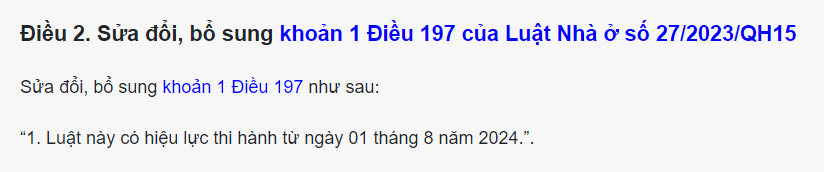 Điều 2. Sửa đổi, bổ sung khoản 1 Điều 197 của Luật Nhà ở số 27/2023/QH15
Sửa đổi, bổ sung khoản 1 Điều 197 như sau:
“1. Luật này có hiệu lực thi hành từ ngày 01 tháng 8 năm 2024.”.